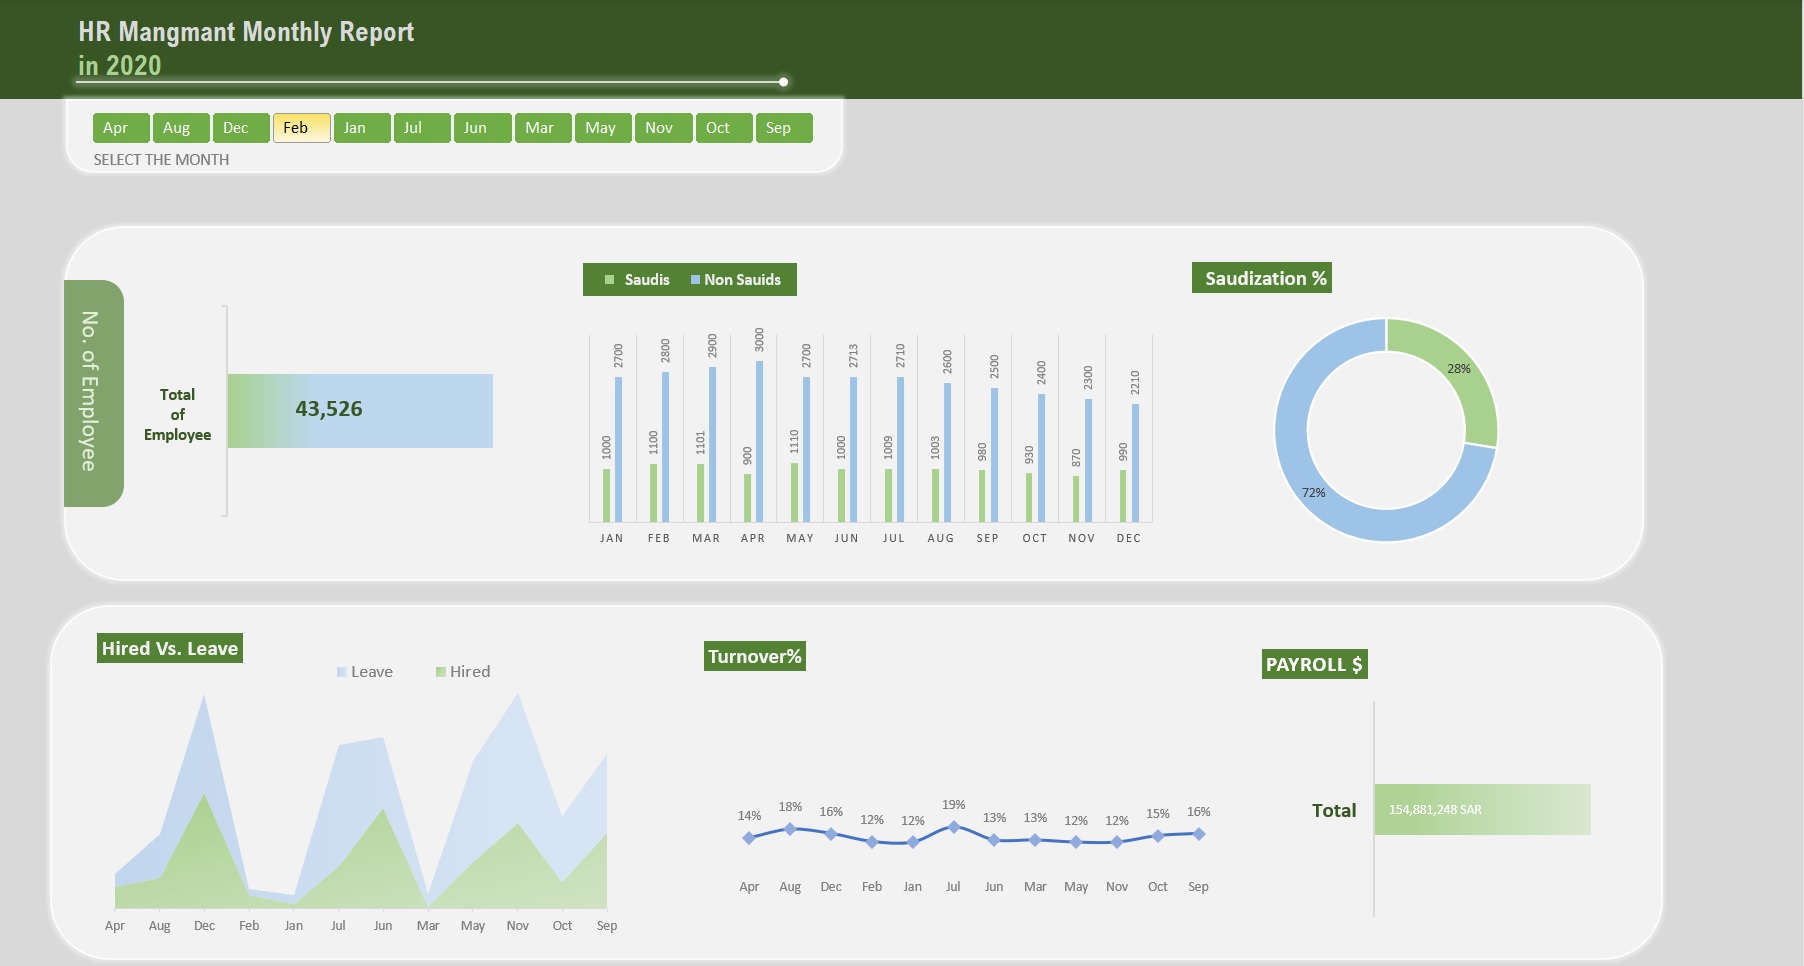 HR Mangmant Monthly Report
in 2020
Apr Aug Dec Feb Jan Jul Jun Mar May Nov Oct Sep
SELECT THE MONTH
No. of Employee
Total
of
Employee
43,526
Saudis Non Sauids
1000 2700 1100 2800 1101 2900 900 3000 1110 2700 1000 2713 1009 2710 1003 2600 980 2500 930 2400 870 2300 990 2210
JAN FEB MAR APR MAY JUN JUL AUG SEP OCT NOV DEC
Saudization %
28%
72%
Hired Vs. Leave
Leave Hired
Apr Aug Dec Feb Jan Jul Jun Mar May Nov Oct Sep
Turnover%
14% 18% 16% 12% 12% 19% 13% 13% 12% 12% 15% 16%
Apr Aug Dec Feb Jan Jul Jun Mar May Nov Oct Sep
PAYROLL $
Total
154,881,248 SAR